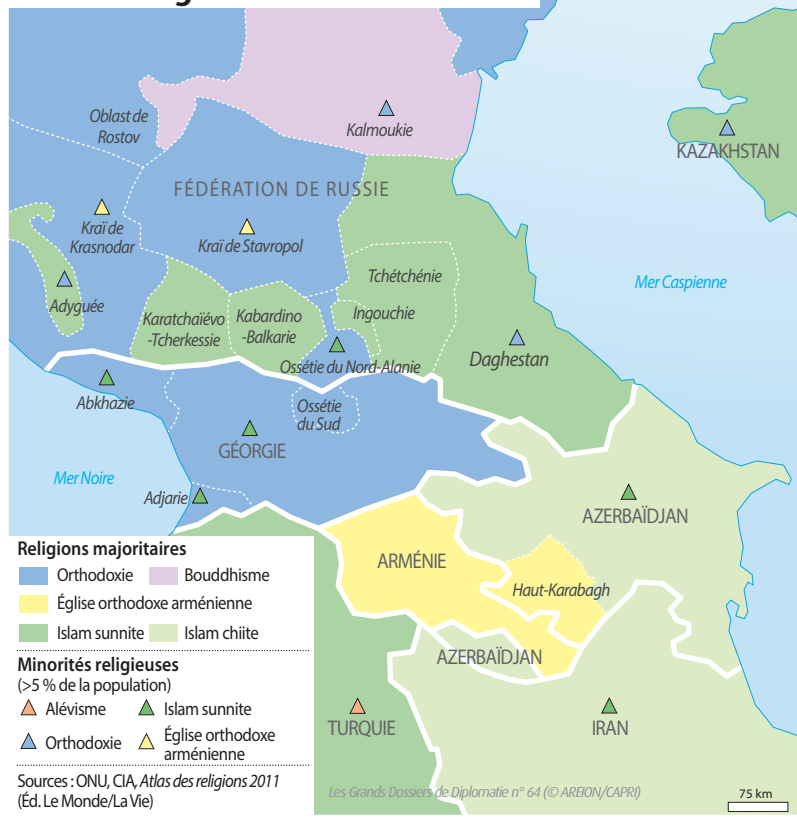 Oblast de
Rostov
Kalmoukie
KAZAKHSTAN
FÉDÉRATION DE RUSSIE
Kraï de
Krasnodar
Kraï de Stavropol
Mer Caspienne
Adyguée
Karatchaïévo
-Tcherkessie
Kabardino
-Balkarie
Tchétchénie
Ingouchie
Ossétie du Nord-Alanie
Daghestan
Abkhazie
Ossétie
du Sud
GÉORGIE
Mer Noire
Adjarie
AZERBAÏDJAN
ARMÉNIE
Haut-Karabagh
AZERBAÏDJAN
TURQUIE
IRAN
Religions majoritaires
Orthodoxie
Bouddhisme
Église orthodoxe arménienne
Islam sunnite
Islam chiite
Minorités religieuses
(>5 % de la population)
Alévisme
Islam sunnite
Orthodoxie
Église orthodoxe
arménienne
Sources : ONU, CIA, Atlas des religions 2011
(Éd. Le Monde/La Vie)
Les Grands Dossiers de Diplomatie n° 64 (© AREION/CAPRI)
75 km